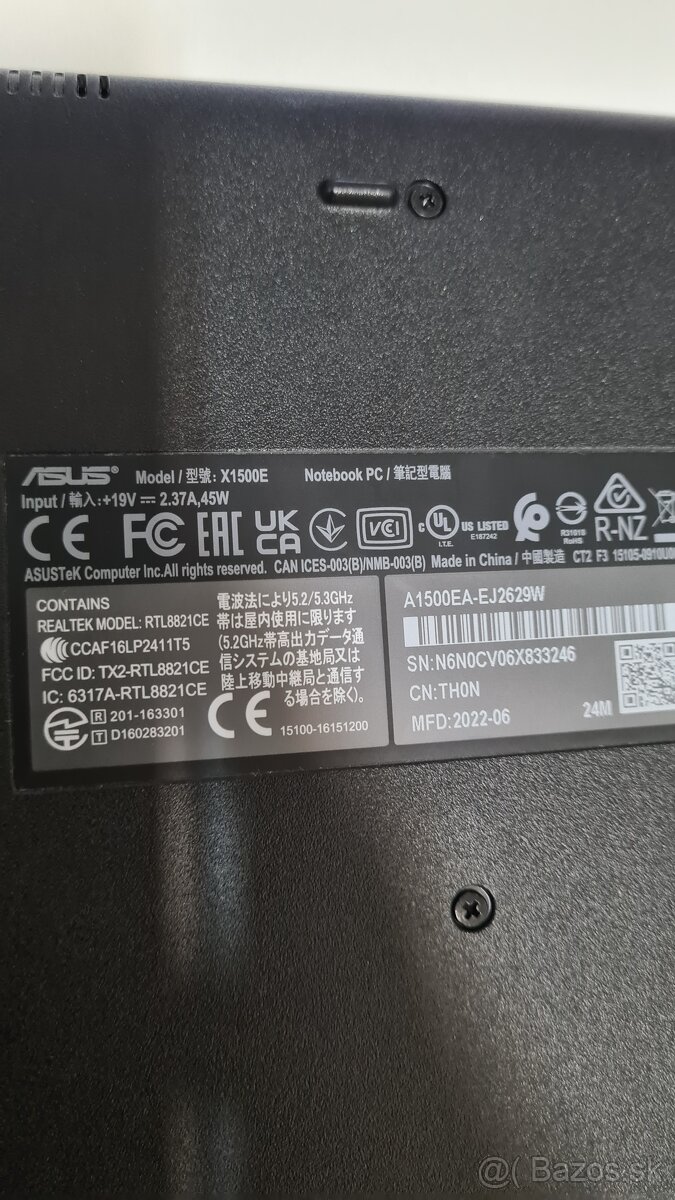 ASUS® Model / 型號: X1500E Notebook PC / 筆記型電腦
Input / 輸入:+19V ⎓ 2.37A,45W
CE FC EAC UK CA VCCI c UL US LISTED I.T.E. E187242 R31619 RoHS R-NZ
ASUSTeK Computer Inc.All rights reserved. CAN ICES-003(B)/NMB-003(B) Made in China / 中國製造 CT2 F3
CONTAINS
REALTEK MODEL: RTL8821CE
CCAF16LP2411T5
FCC ID: TX2-RTL8821CE
IC: 6317A-RTL8821CE
R 201-163301
T D160283201
電波法により5.2/5.3GHz
帯は屋内使用に限ります
(5.2GHz帯高出力データ通
信システムの基地局又は
陸上移動中継局と通信す
る場合を除く)。
CE 15100-16151200
A1500EA-EJ2629W
SN:N6N0CV06X833246
CN:TH0N
MFD:2022-06 24M
@( Bazos.sk